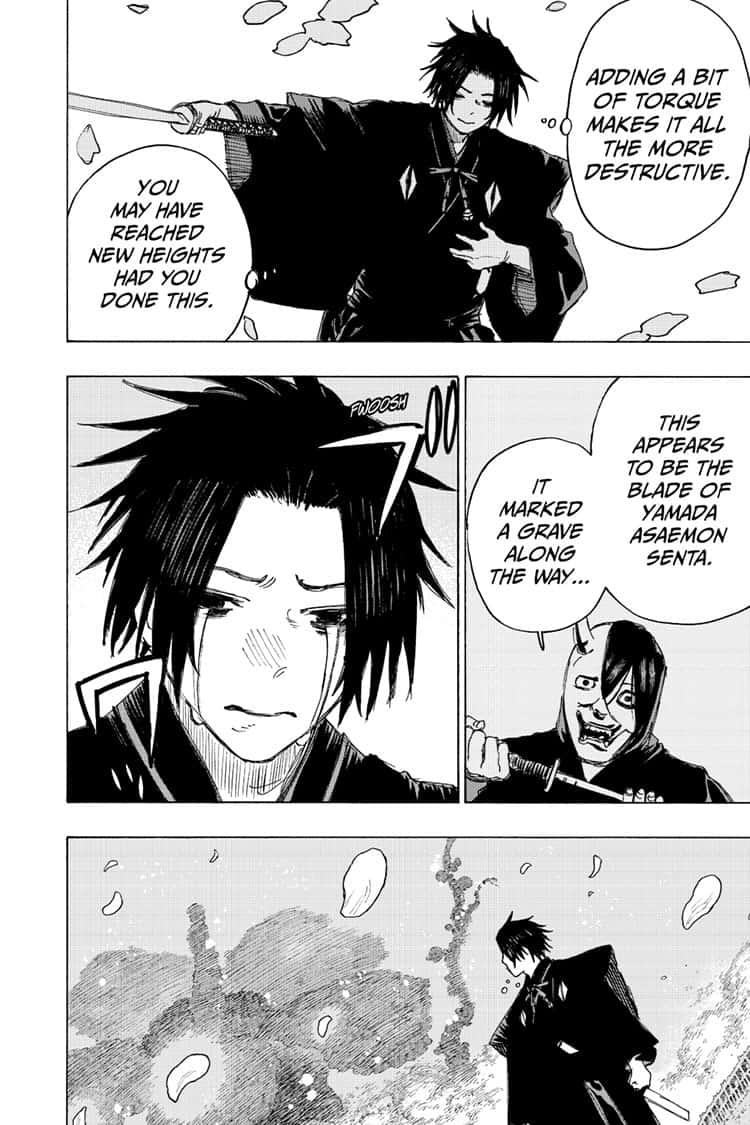 ADDING A BIT
OF TORQUE
MAKES IT ALL
THE MORE
DESTRUCTIVE.
YOU
MAY HAVE
REACHED
NEW HEIGHTS
HAD YOU
DONE THIS.
THIS
APPEARS
TO BE THE
BLADE OF
YAMADA
ASAEMON
SENTA.
IT
MARKED
A GRAVE
ALONG
THE WAY...
FWOOSH